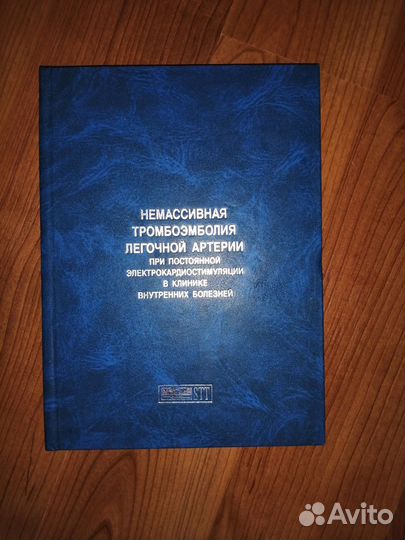 НЕМАССИВНАЯ
ТРОМБОЭМБОЛИЯ
ЛЕГОЧНОЙ АРТЕРИИ
ПРИ ПОСТОЯННОЙ
ЭЛЕКТРОКАРДИОСТИМУЛЯЦИИ
В КЛИНИКЕ
ВНУТРЕННИХ БОЛЕЗНЕЙ
STT
Avito